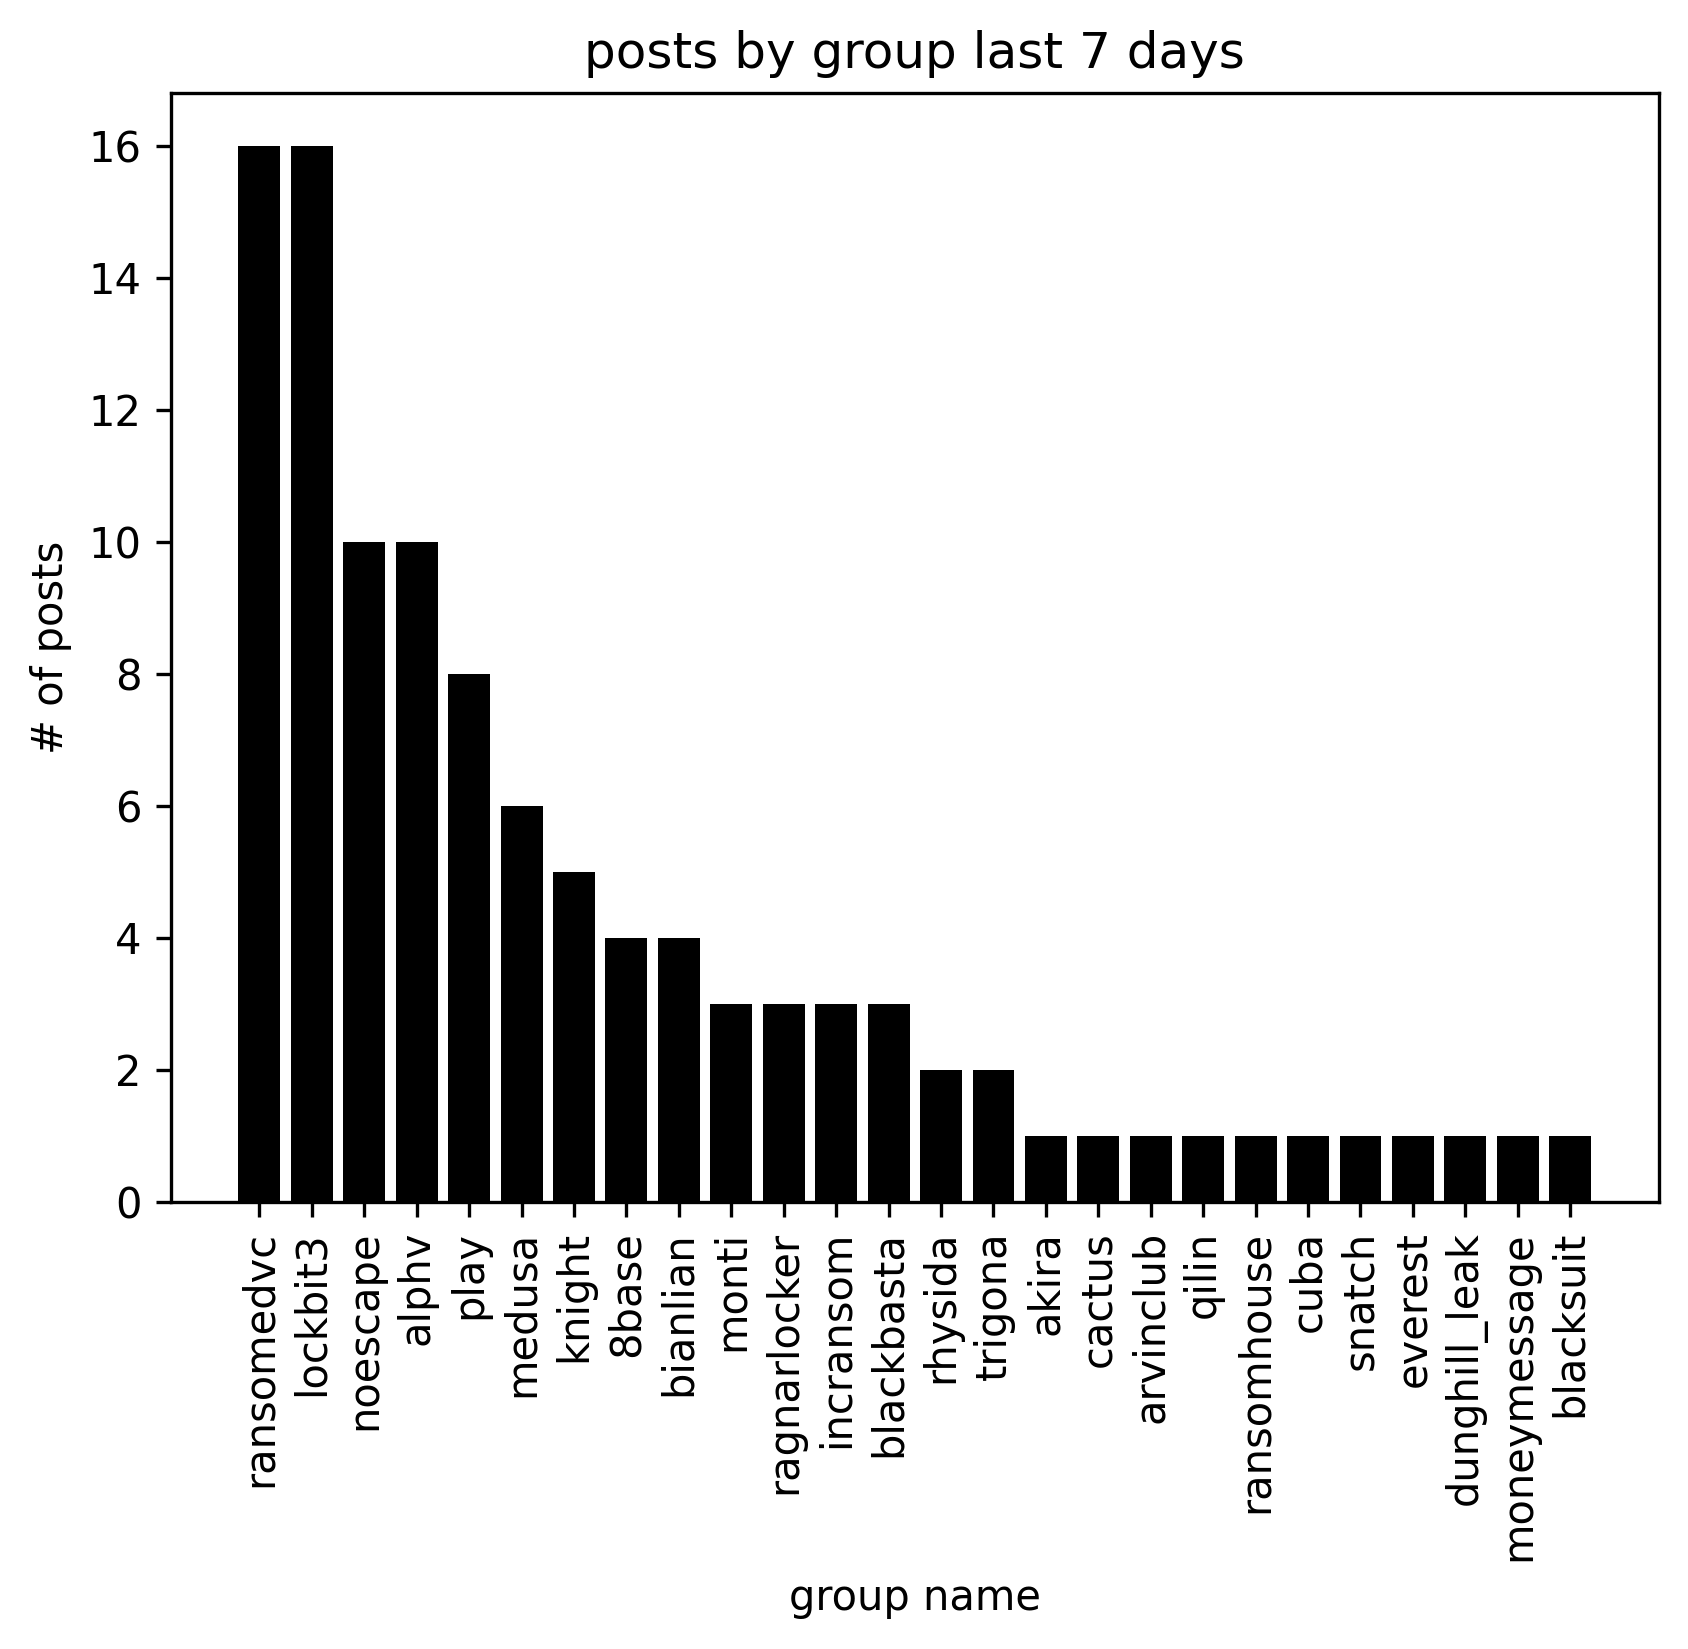 posts by group last 7 days
16
14
12
10
8
6
4
2
0
# of posts
ransomedvc
lockbit3
noescape
alphv
play
medusa
knight
8base
bianlian
monti
ragnarlocker
incransom
blackbasta
rhysida
trigona
akira
cactus
arvinclub
qilin
ransomhouse
cuba
snatch
everest
dunghill_leak
moneymessage
blacksuit
group name